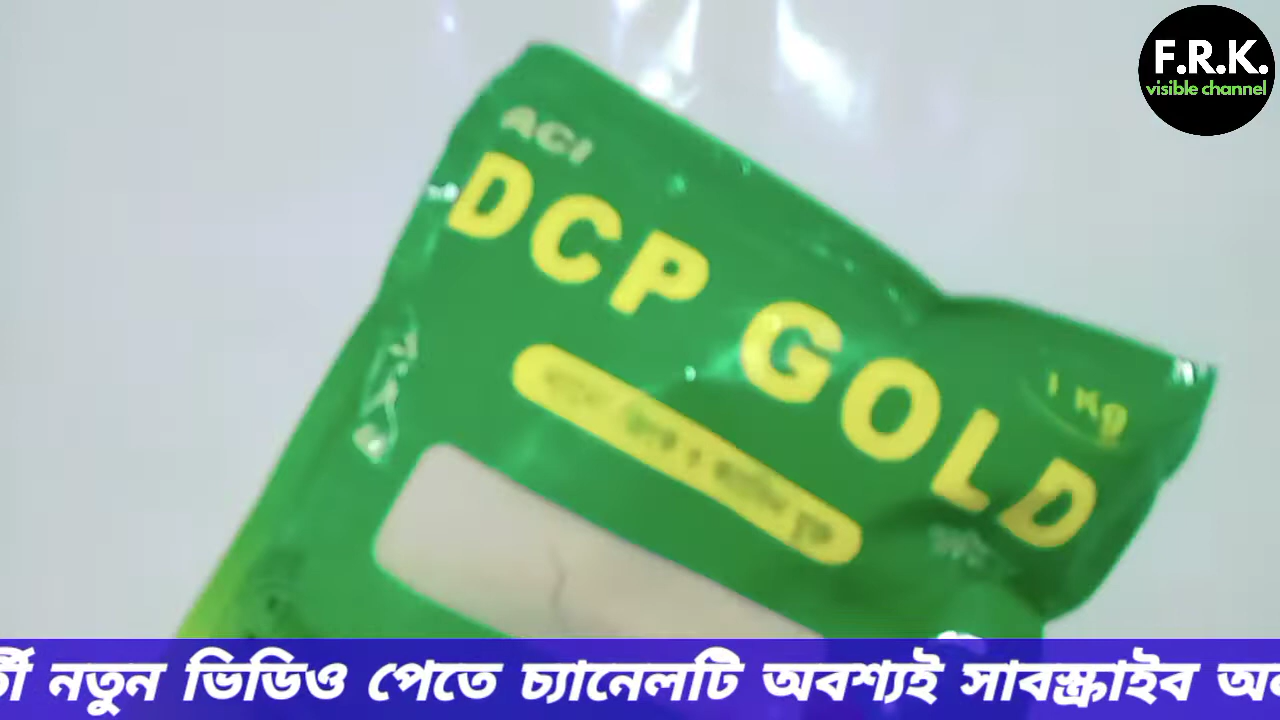 F.R.K.
visible channel
ACI
DCP GOLD
1 Kg
নতুন ভিডিও পেতে চ্যানেলটি অবশ্যই সাবস্ক্রাইব